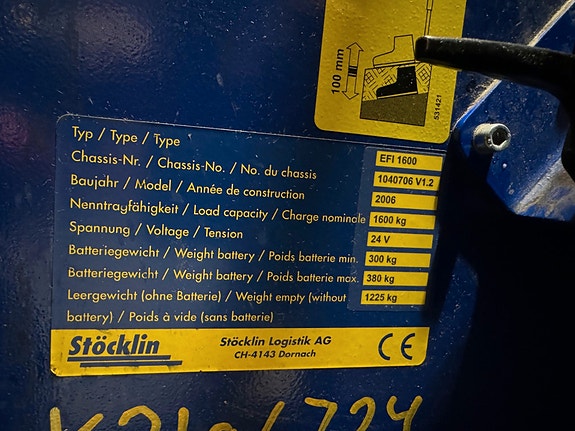 100 mm
S31421
Typ / Type / Type EFI 1600
Chassis-Nr. / Chassis-No. / No. du chassis 1040706 V1.2
Baujahr / Model / Année de construction 2006
Nenntragfähigkeit / Load capacity / Charge nominale 1600 kg
Spannung / Voltage / Tension 24 V
Batteriegewicht / Weight battery / Poids batterie min. 300 kg
Batteriegewicht / Weight battery / Poids batterie max. 380 kg
Leergewicht (ohne Batterie) / Weight empty (without 1225 kg
battery) / Poids à vide (sans batterie)
Stöcklin Stöcklin Logistik AG CE
CH-4143 Dornach